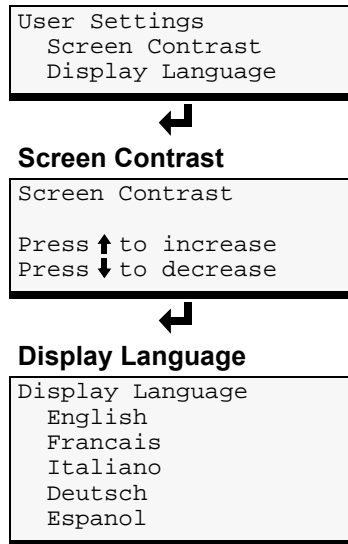 User Settings
Screen Contrast
Display Language
Screen Contrast
Screen Contrast
Press ↑ to increase
Press ↓ to decrease
Display Language
Display Language
English
Francais
Italiano
Deutsch
Espanol